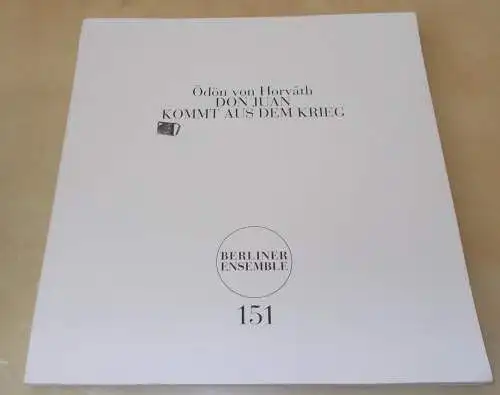 Ödön von Horváth
DON JUAN
KOMMT AUS DEM KRIEG
BERLINER
ENSEMBLE
151